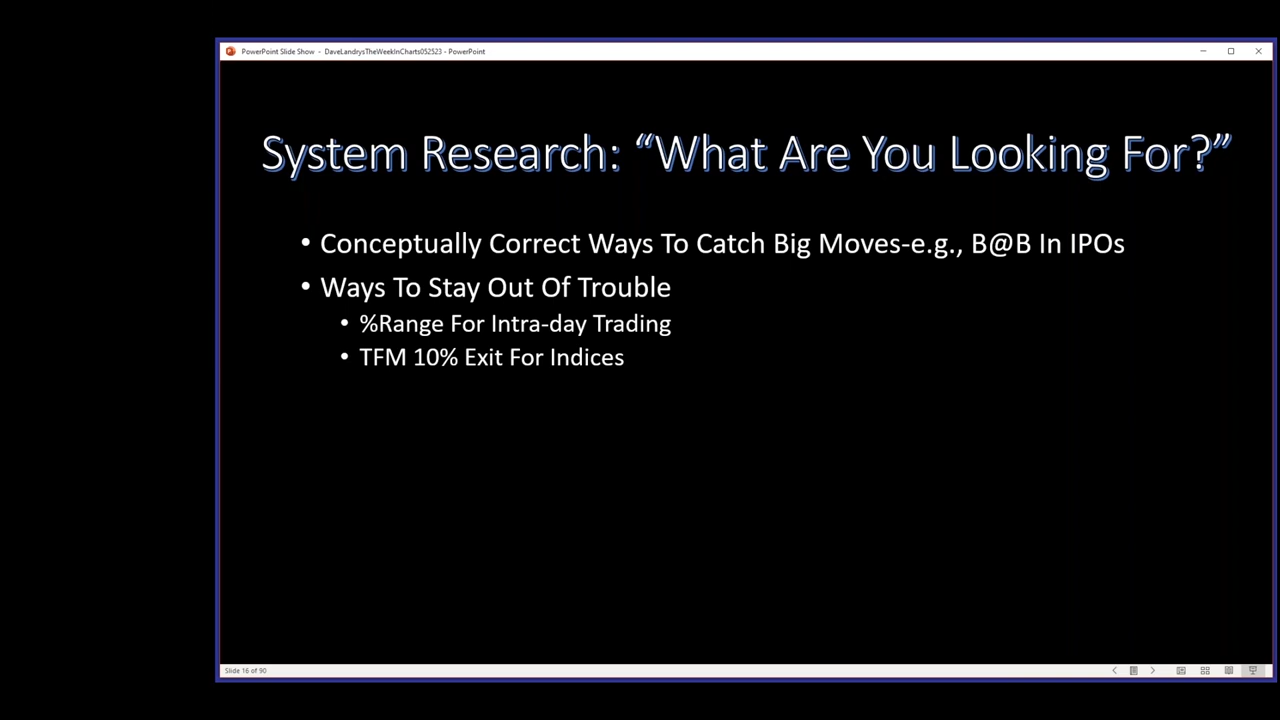 PowerPoint Slide Show - DaveLandrysTheWeekInCharts052523 - PowerPoint
System Research: “What Are You Looking For?”
• Conceptually Correct Ways To Catch Big Moves-e.g., B@B In IPOs
• Ways To Stay Out Of Trouble
• %Range For Intra-day Trading
• TFM 10% Exit For Indices
Slide 16 of 90